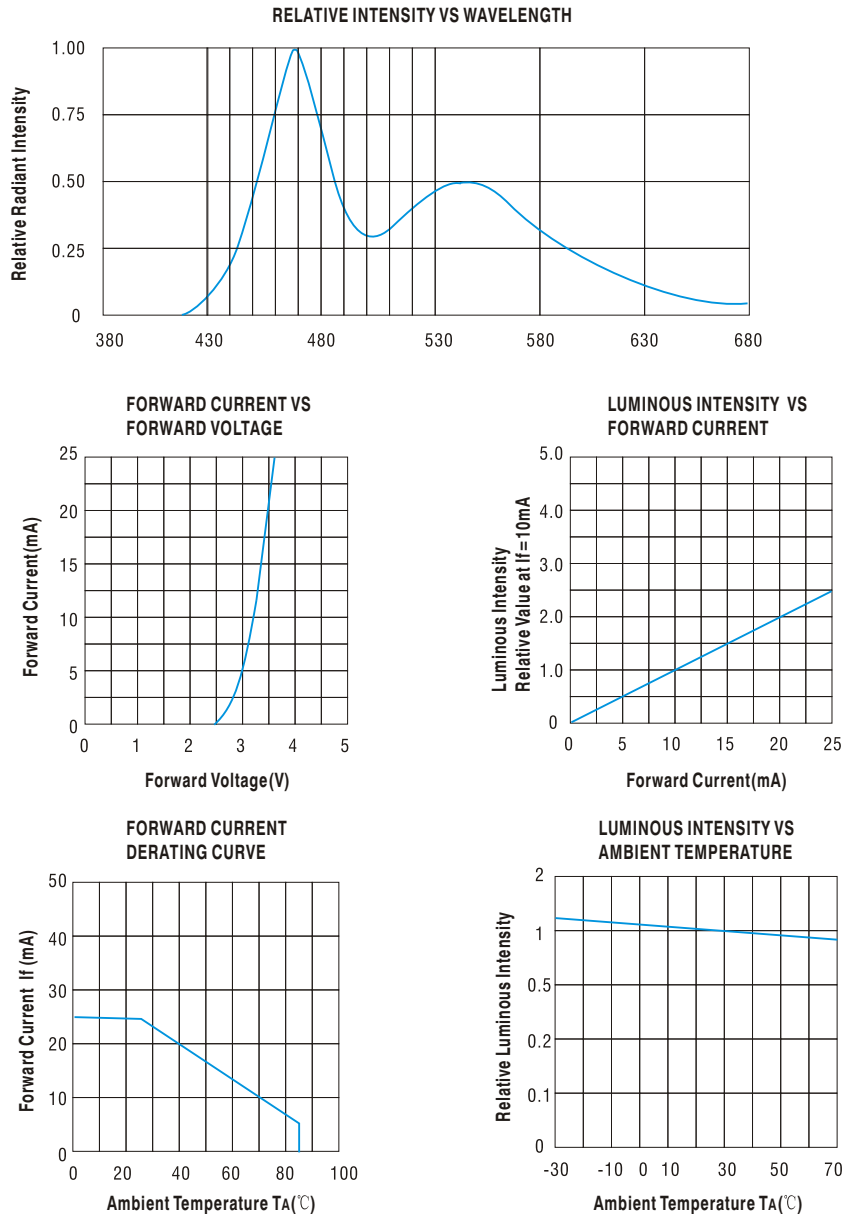 RELATIVE INTENSITY VS WAVELENGTH
Relative Radiant Intensity
1.00
0.75
0.50
0.25
0
380 430 480 530 580 630 680
FORWARD CURRENT VS
FORWARD VOLTAGE
Forward Current(mA)
25
20
15
10
5
0
0 1 2 3 4 5
Forward Voltage(V)
LUMINOUS INTENSITY VS
FORWARD CURRENT
Luminous Intensity
Relative Value at If=10mA
5.0
4.0
3.0
2.0
1.0
0
0 5 10 15 20 25
Forward Current(mA)
FORWARD CURRENT
DERATING CURVE
Forward Current If (mA)
50
40
30
20
10
0
0 20 40 60 80 100
Ambient Temperature TA(℃)
LUMINOUS INTENSITY VS
AMBIENT TEMPERATURE
Relative Luminous Intensity
2
1
0.5
0.2
0.1
0
-30 -10 0 10 30 50 70
Ambient Temperature TA(℃)